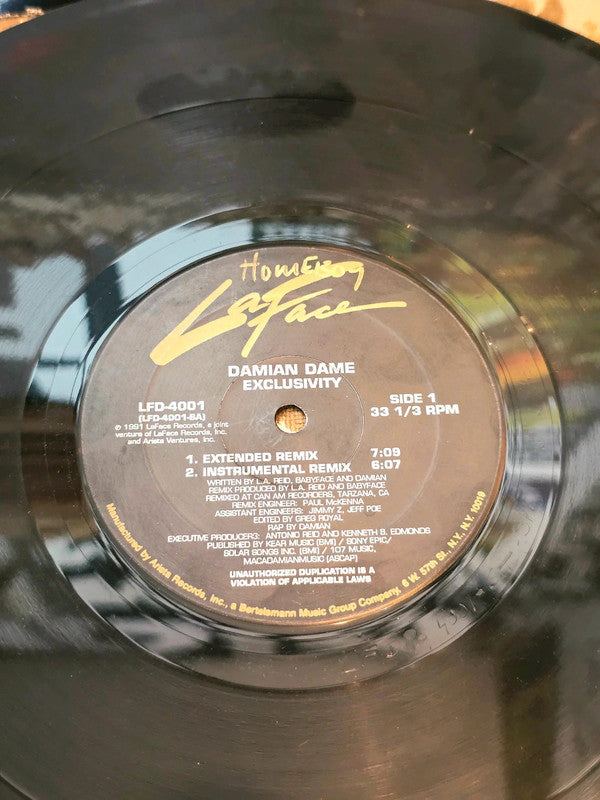 HOMEBOY
LaFace
DAMIAN DAME
EXCLUSIVITY
LFD-4001
(LFD-4001-SA)
℗ 1991 LaFace Records, a joint
venture of LaFace Records, Inc.
and Arista Ventures, Inc.
SIDE 1
33 1/3 RPM
1. EXTENDED REMIX 7:09
2. INSTRUMENTAL REMIX 6:07
WRITTEN BY L.A. REID, BABYFACE AND DAMIAN
REMIX PRODUCED BY L.A. REID AND BABYFACE
REMIXED AT CAN AM RECORDERS, TARZANA, CA
REMIX ENGINEER: PAUL McKENNA
ASSISTANT ENGINEERS: JIMMY Z, JEFF POE
EDITED BY GREG ROYAL
RAP BY DAMIAN
EXECUTIVE PRODUCERS: ANTONIO REID AND KENNETH B. EDMONDS
PUBLISHED BY KEAR MUSIC (BMI) / SONY EPIC/
SOLAR SONGS INC. (BMI) / 107 MUSIC,
MACADAMIANMUSIC (ASCAP)
UNAUTHORIZED DUPLICATION IS A
VIOLATION OF APPLICABLE LAWS
Manufactured by Arista Records, Inc., a Bertelsmann Music Group Company, 6 W. 57th St., N.Y., N.Y. 10019